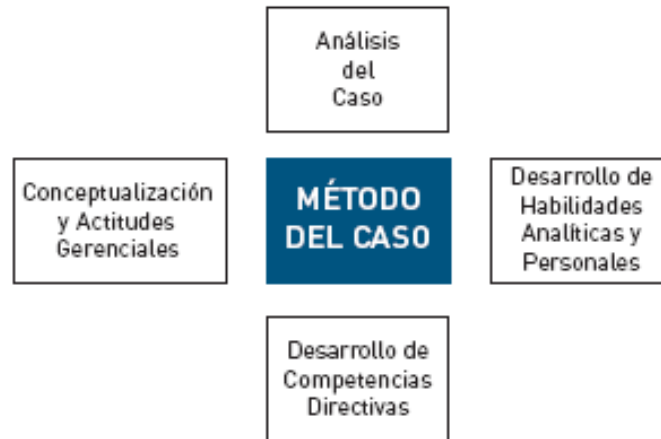 Análisis
del
Caso
Conceptualización
y Actitudes
Gerenciales
MÉTODO
DEL CASO
Desarrollo de
Habilidades
Analíticas y
Personales
Desarrollo de
Competencias
Directivas